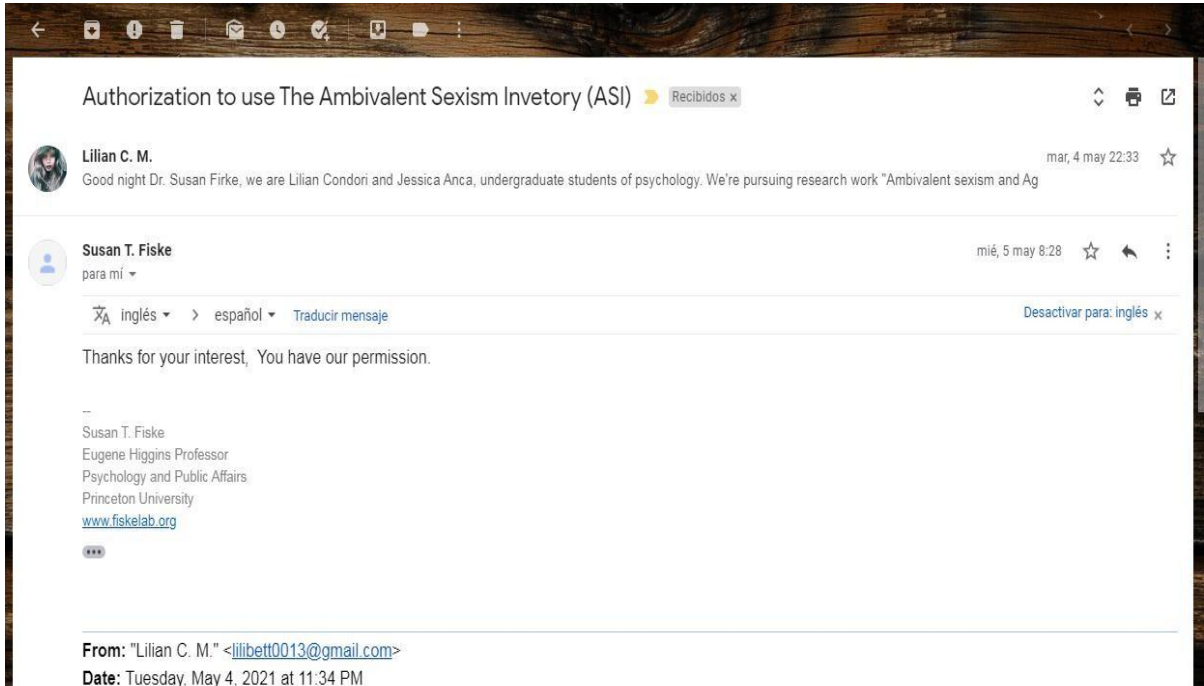 Authorization to use The Ambivalent Sexism Invetory (ASI) Recibidos x
Lilian C. M. mar, 4 may 22:33
Good night Dr. Susan Firke, we are Lilian Condori and Jessica Anca, undergraduate students of psychology. We're pursuing research work "Ambivalent sexism and Ag
Susan T. Fiske mié, 5 may 8:28
para mí
inglés > español Traducir mensaje Desactivar para: inglés x
Thanks for your interest, You have our permission.
--
Susan T. Fiske
Eugene Higgins Professor
Psychology and Public Affairs
Princeton University
www.fiskelab.org
From: "Lilian C. M." <lilibett0013@gmail.com>
Date: Tuesday, May 4, 2021 at 11:34 PM